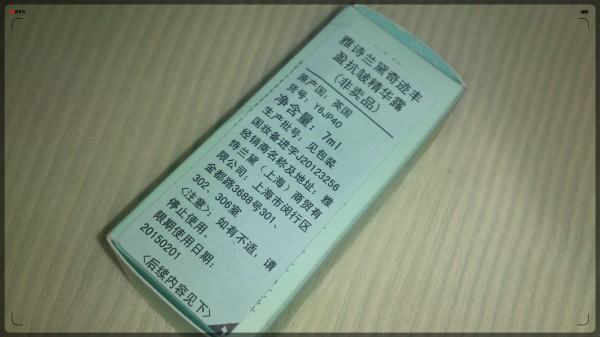 雅诗兰黛奇迹丰
盈抗皱精华露
（非卖品）
原产国：英国
货号：Y6JP40
净含量：7ml
生产批号：见包装
国妆备进字J20123256
经销商名称及地址：雅
诗兰黛（上海）商贸有
限公司：上海市闵行区
金都路3688号301、
302、306室
〈注意〉：如有不适，请
停止使用。
限期使用日期：
20150201
〈后续内容见下〉